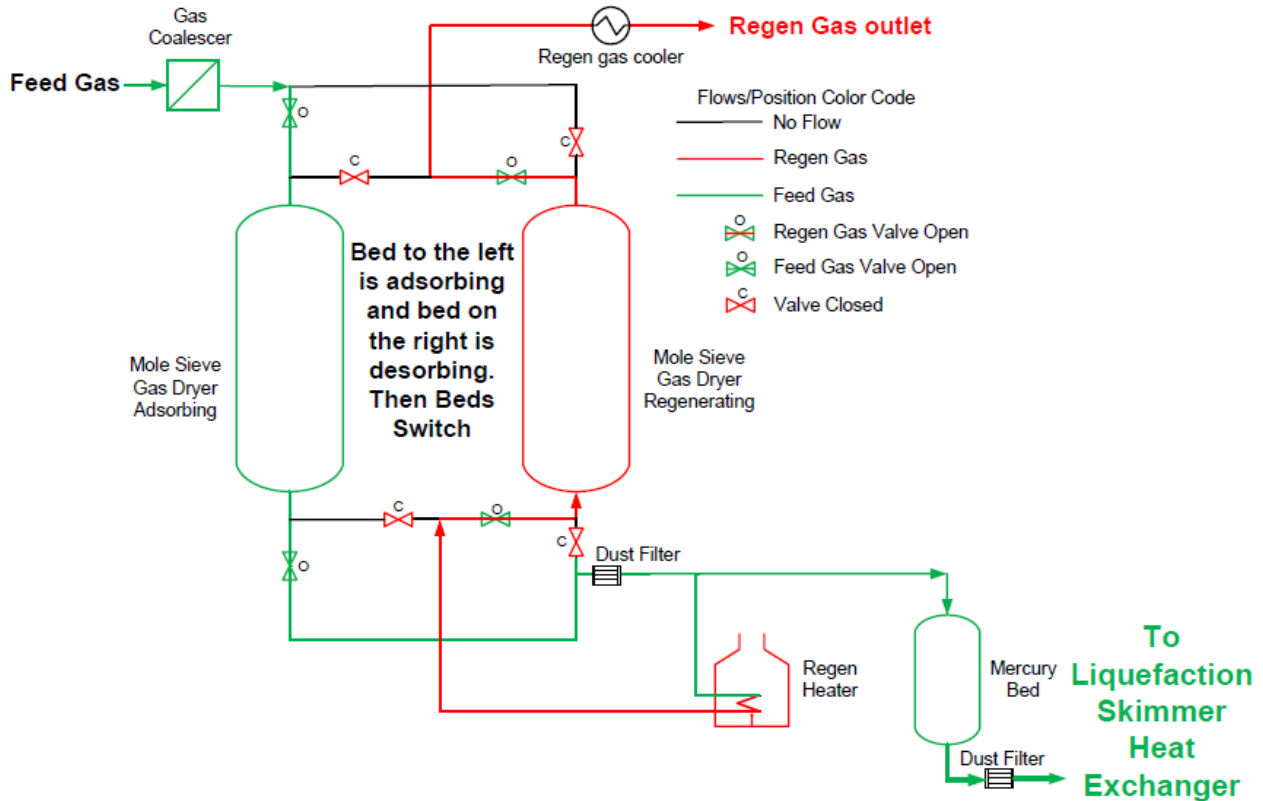 Gas
Coalescer
Feed Gas
Regen gas cooler
Regen Gas outlet
Flows/Position Color Code
No Flow
Regen Gas
Feed Gas
O
Regen Gas Valve Open
O
Feed Gas Valve Open
C
Valve Closed
O
C
C
O
Bed to the left
is adsorbing
and bed on
the right is
desorbing.
Then Beds
Switch
Mole Sieve
Gas Dryer
Adsorbing
Mole Sieve
Gas Dryer
Regenerating
C
O
O
C
Dust Filter
Regen
Heater
Mercury
Bed
Dust Filter
To
Liquefaction
Skimmer
Heat
Exchanger